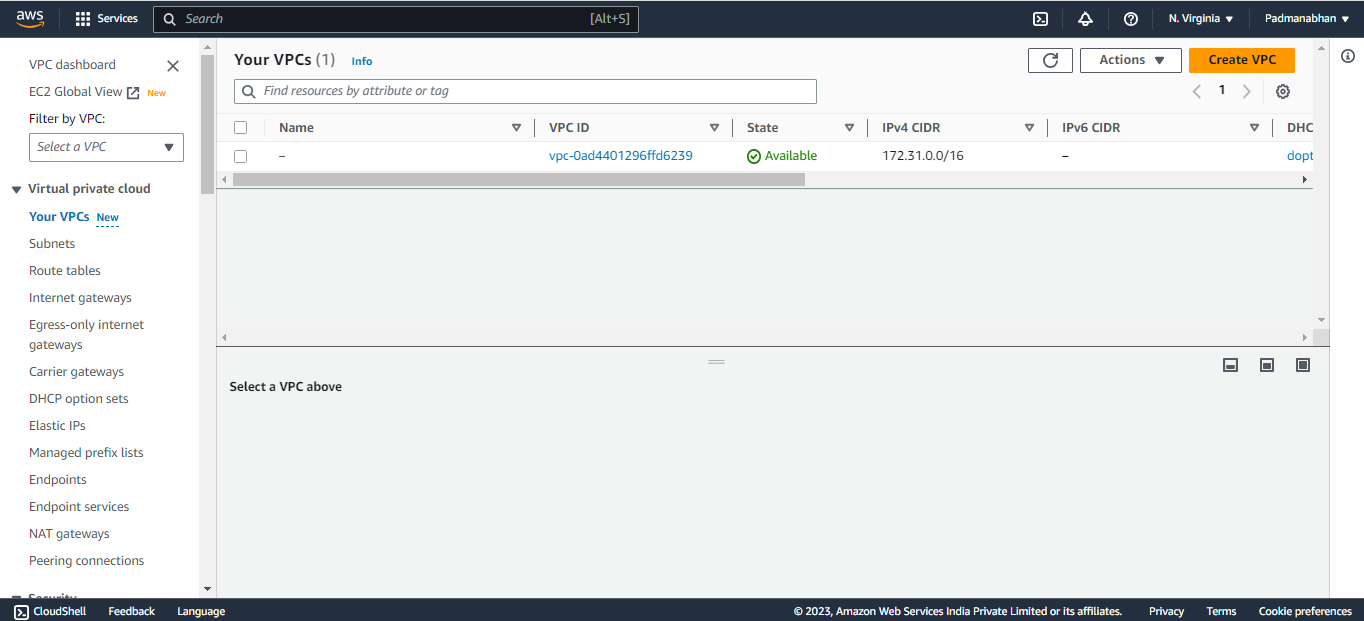 aws
Services
Search
[Alt+S]
N. Virginia
Padmanabhan
VPC dashboard
EC2 Global View New
Filter by VPC:
Select a VPC
Virtual private cloud
Your VPCs New
Subnets
Route tables
Internet gateways
Egress-only internet
gateways
Carrier gateways
DHCP option sets
Elastic IPs
Managed prefix lists
Endpoints
Endpoint services
NAT gateways
Peering connections
Security
Your VPCs (1) Info
Actions
Create VPC
Find resources by attribute or tag
1
Name VPC ID State IPv4 CIDR IPv6 CIDR DHC
– vpc-0ad4401296ffd6239 Available 172.31.0.0/16 – dopt
Select a VPC above
CloudShell Feedback Language © 2023, Amazon Web Services India Private Limited or its affiliates. Privacy Terms Cookie preferences